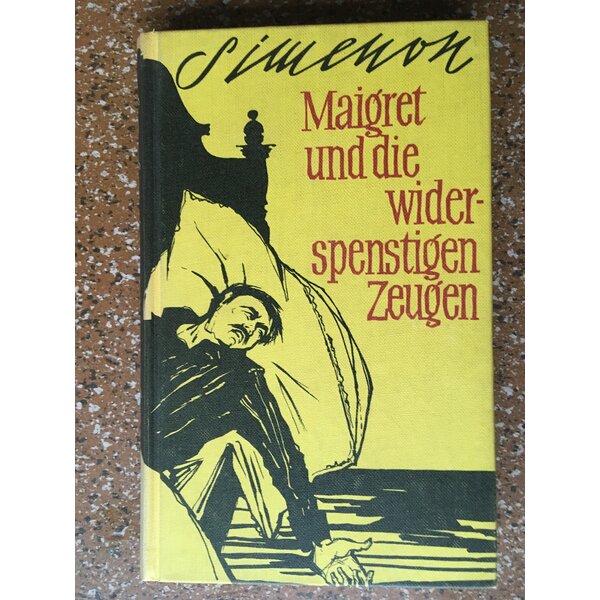 Simenon
Maigret
und die
wider-
spenstigen
Zeugen